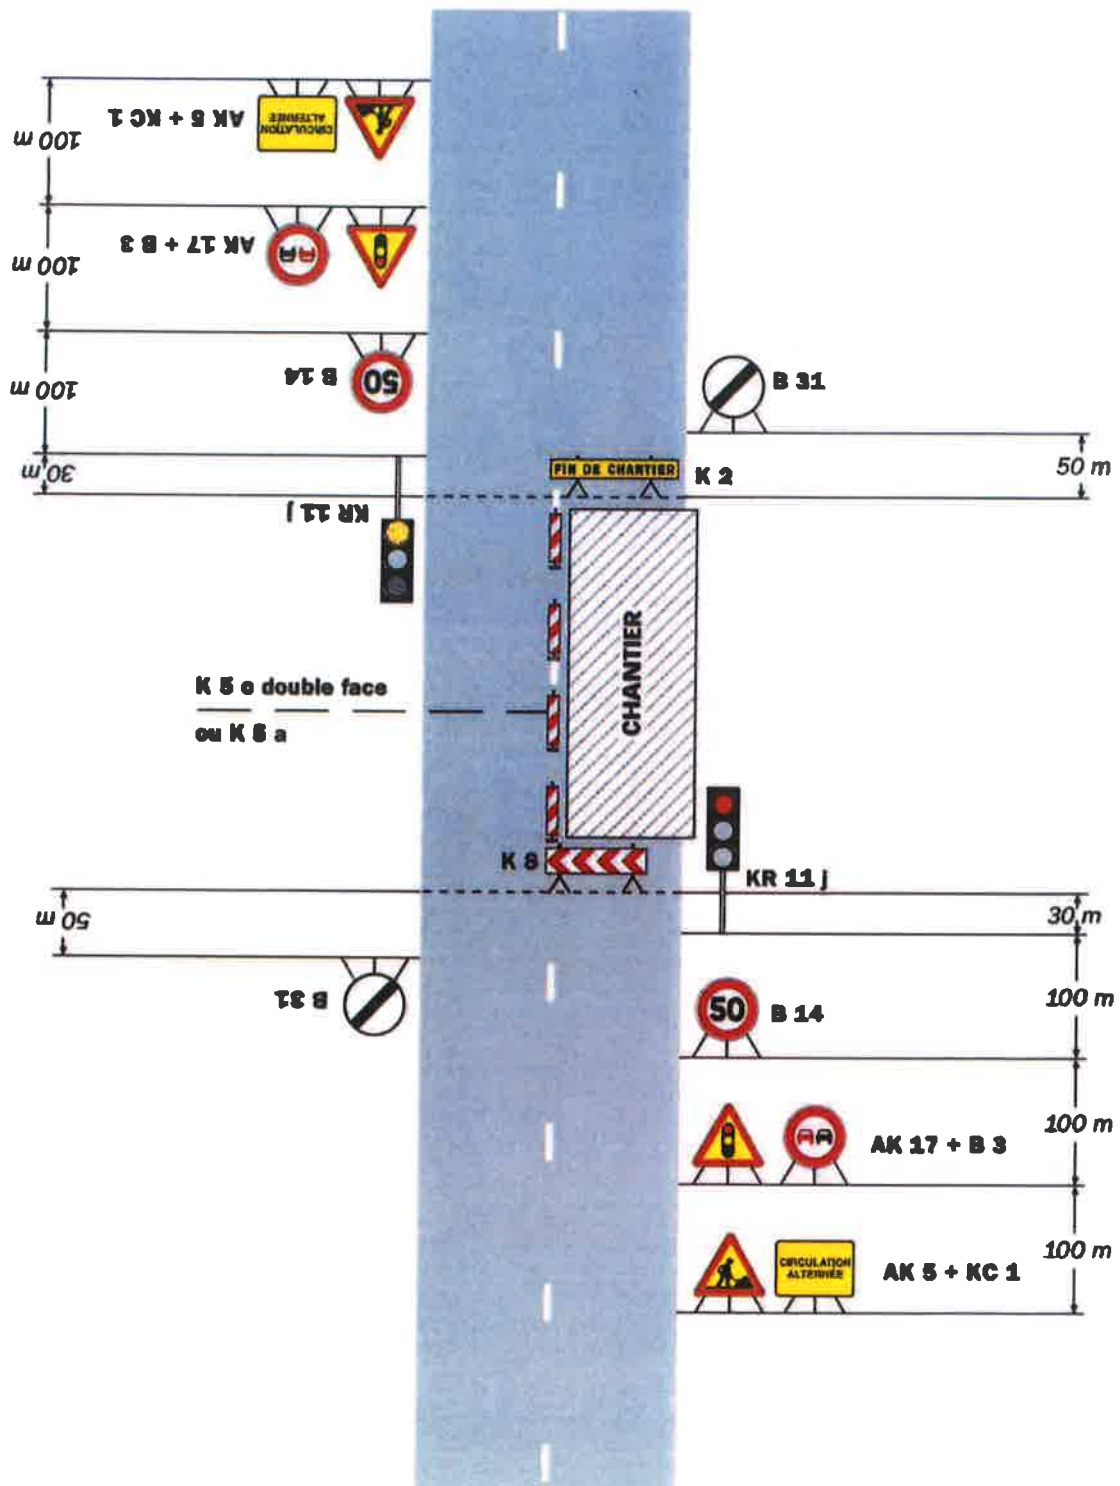 100 m
AK 5 + KC 1
CIRCULATION
ALTERNÉE
100 m
AK 17 + B 3
100 m
B 14
50
B 31
30 m
50 m
FIN DE CHANTIER
K 2
KR 11 j
CHANTIER
K 5 c double face
ou K 5 a
K 8
KR 11 j
50 m
30 m
B 31
50
B 14
100 m
AK 17 + B 3
100 m
CIRCULATION
ALTERNÉE
AK 5 + KC 1
100 m